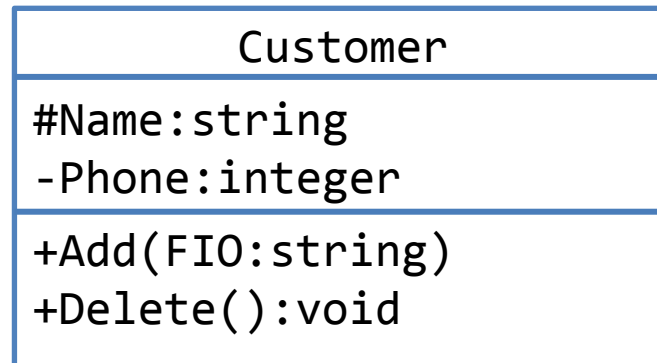 Customer
#Name:string
-Phone:integer
+Add(FIO:string)
+Delete():void